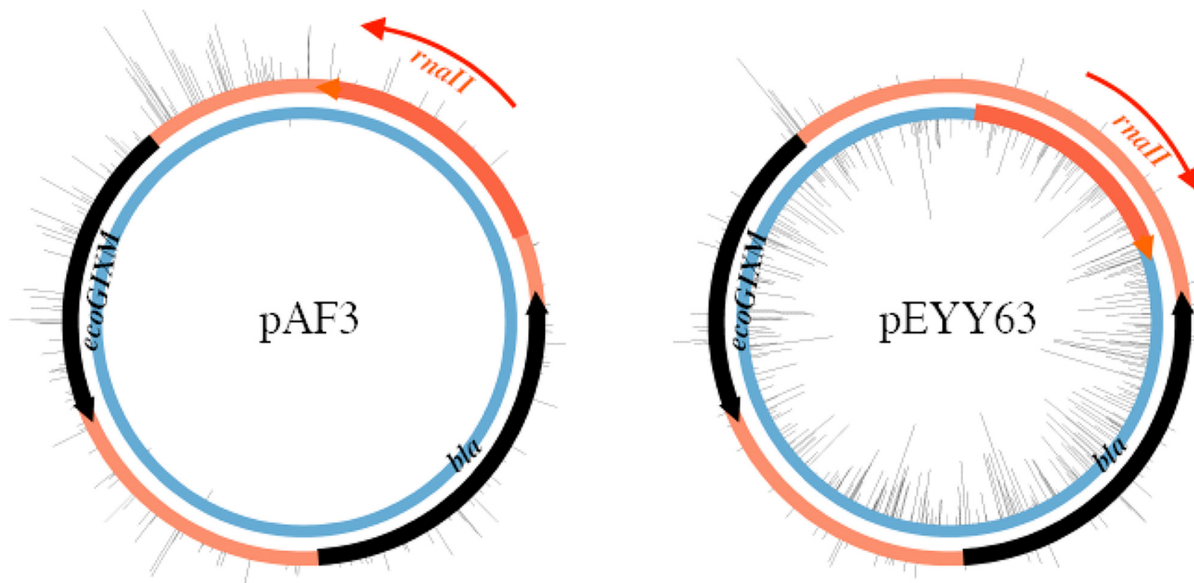 rnaII
ecoGIXM
pAF3
bla
rnaII
ecoGIXM
pEYY63
bla